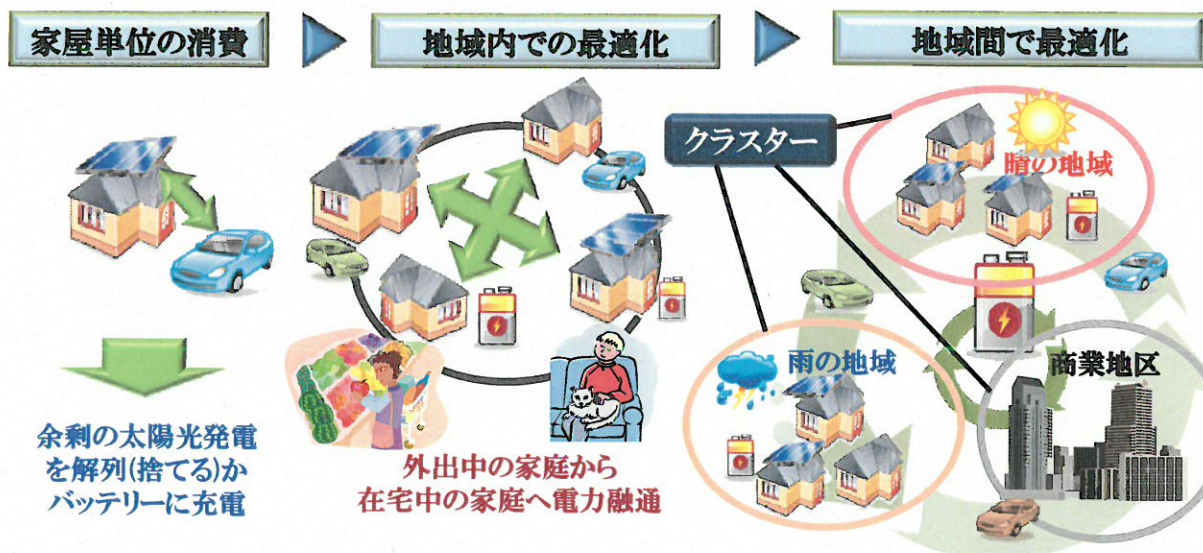 家屋単位の消費
地域内での最適化
地域間で最適化
クラスター
晴の地域
雨の地域
商業地区
余剰の太陽光発電
を解列(捨てる)か
バッテリーに充電
外出中の家庭から
在宅中の家庭へ電力融通